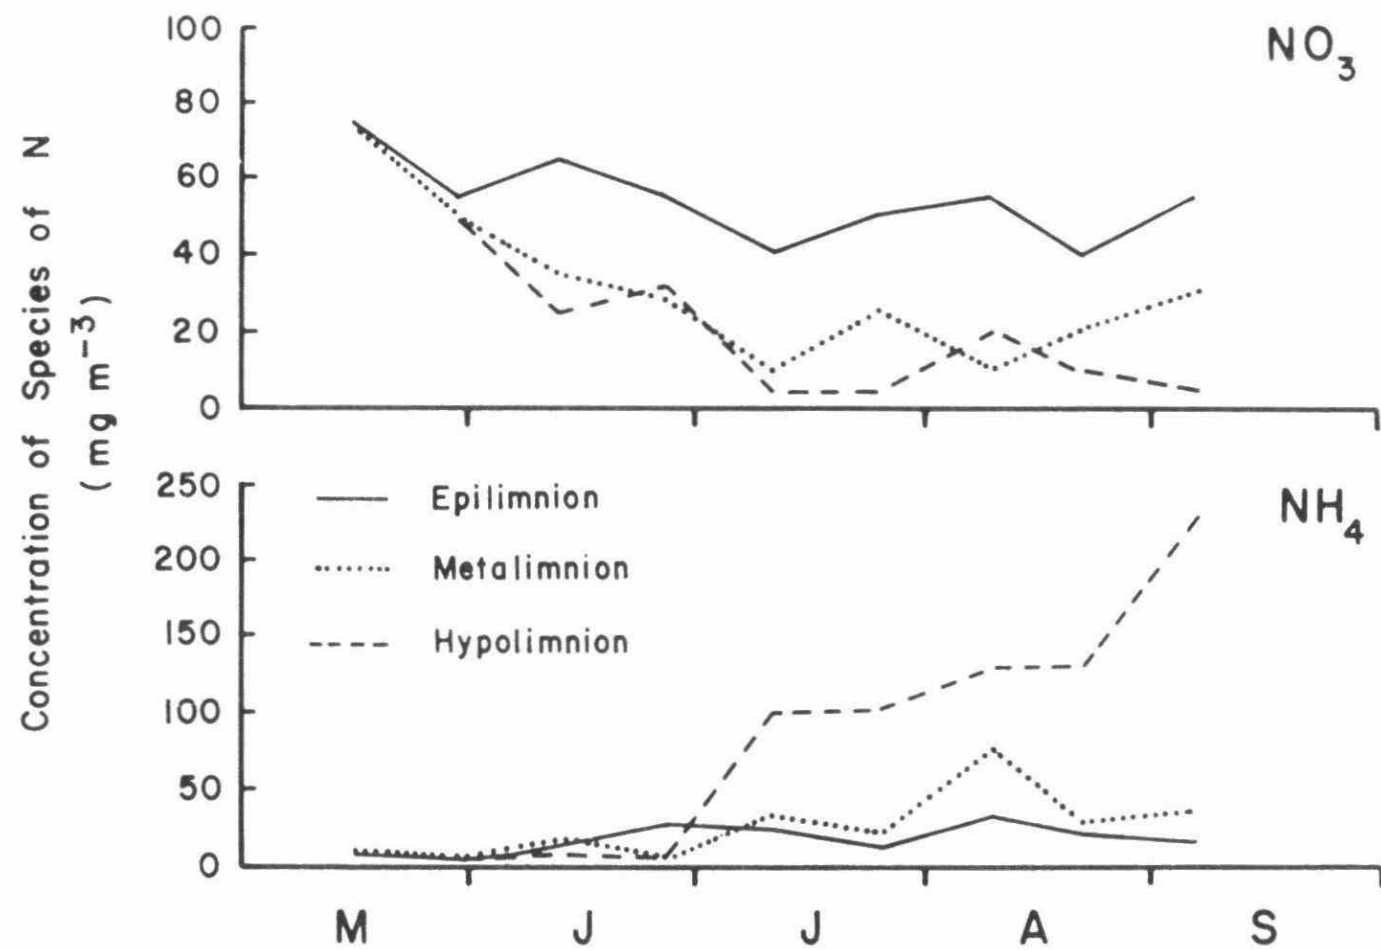 Concentration of Species of N
(mg m⁻³)
100
80
60
40
20
0
NO₃
250
200
150
100
50
0
Epilimnion
Metalimnion
Hypolimnion
NH₄
M J J A S